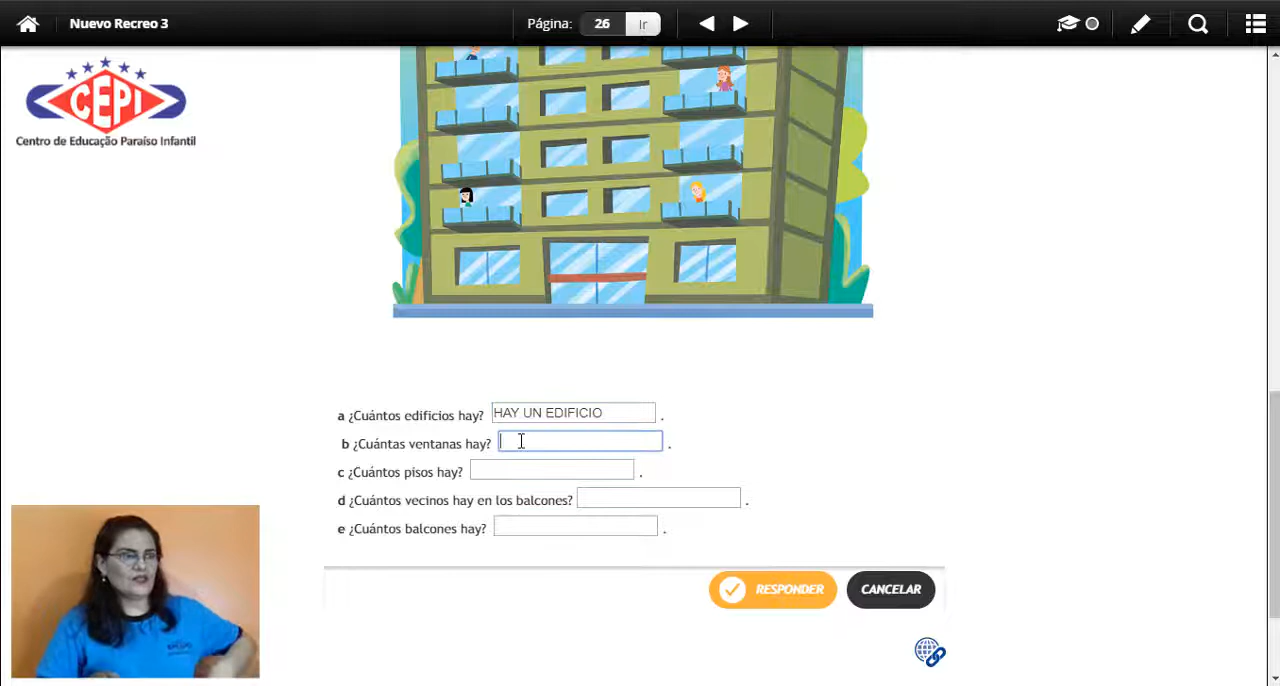 Nuevo Recreo 3
Página: 26 Ir
CEPI
Centro de Educação Paraíso Infantil
a ¿Cuántos edificios hay? HAY UN EDIFICIO .
b ¿Cuántas ventanas hay? .
c ¿Cuántos pisos hay? .
d ¿Cuántos vecinos hay en los balcones? .
e ¿Cuántos balcones hay? .
RESPONDER
CANCELAR